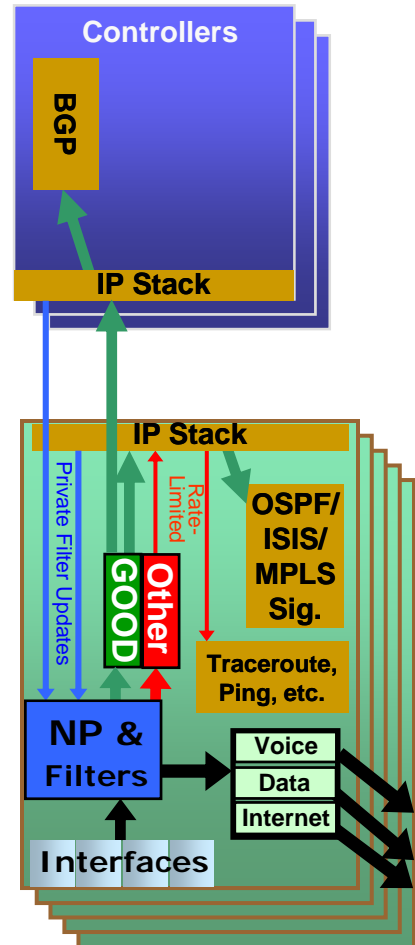 Controllers
BGP
IP Stack
IP Stack
Private Filter Updates
Rate-
Limited
GOOD
Other
OSPF/
ISIS/
MPLS
Sig.
Traceroute,
Ping, etc.
NP &
Filters
Voice
Data
Internet
Interfaces